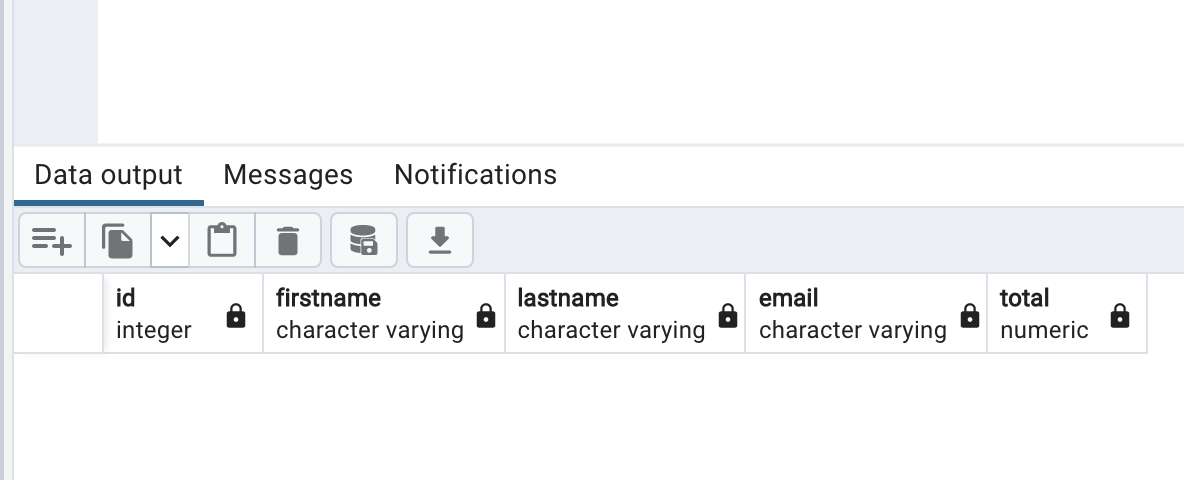 Data output Messages Notifications
id firstname lastname email total
integer character varying character varying character varying numeric